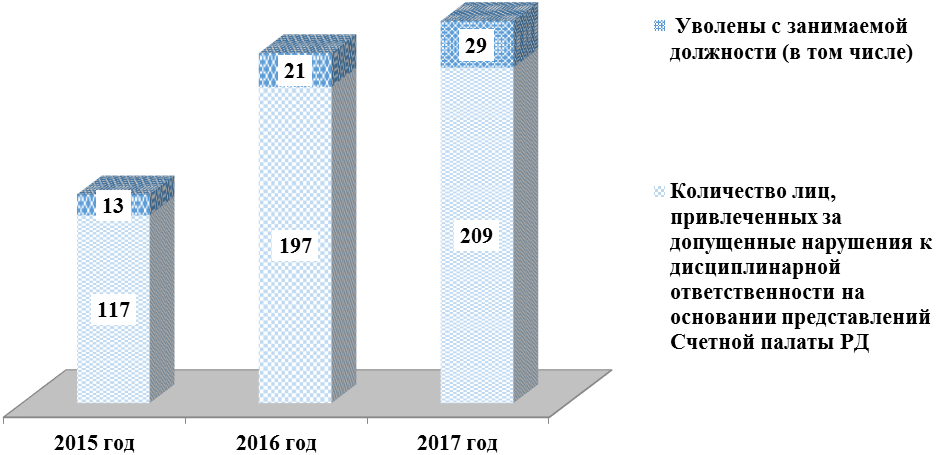 13
117
21
197
29
209
2015 год
2016 год
2017 год
Уволены с занимаемой
должности (в том числе)
Количество лиц,
привлеченных за
допущенные нарушения к
дисциплинарной
ответственности на
основании представлений
Счетной палаты РД